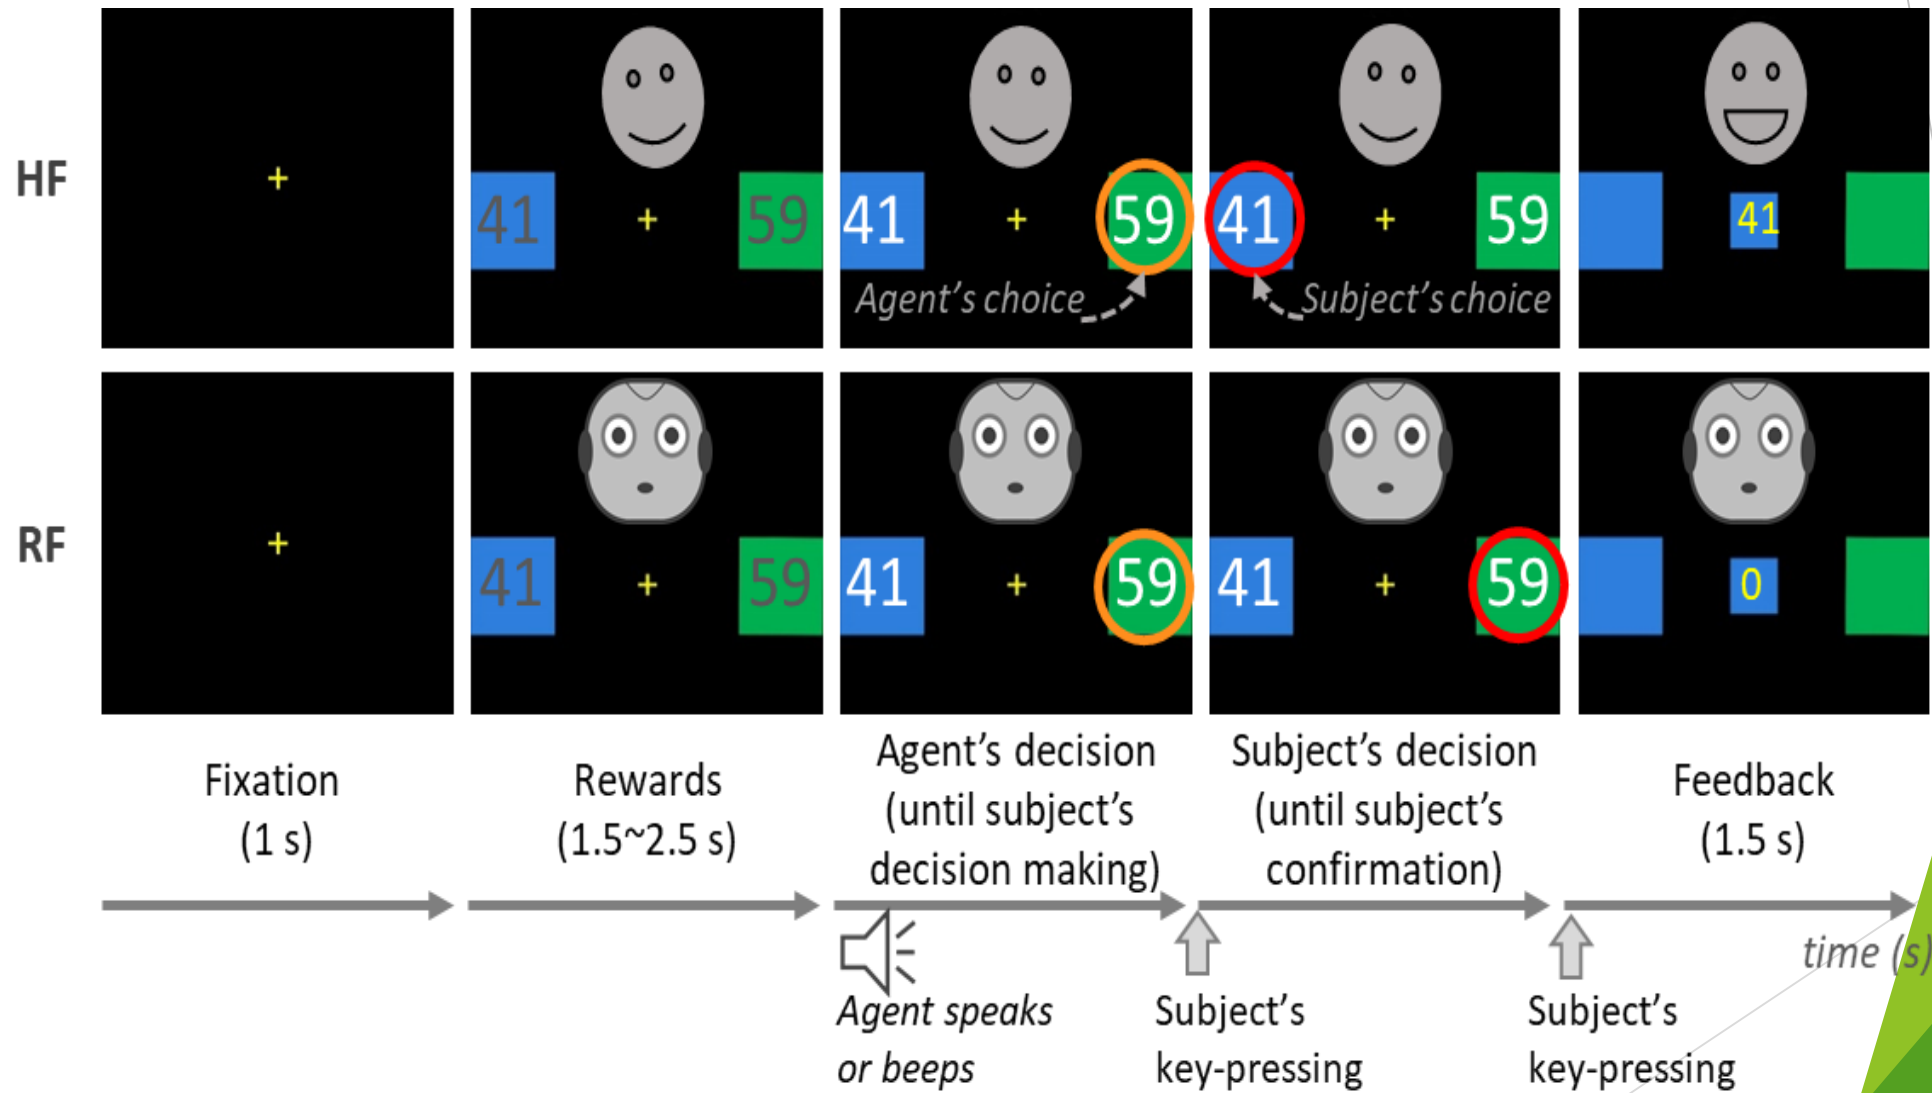 HF
+
41 + 59
41 + 59
Agent's choice
41 + 59
Subject's choice
41
RF
+
41 + 59
41 + 59
41 + 59
0
Fixation
(1 s)
Rewards
(1.5~2.5 s)
Agent's decision
(until subject's
decision making)
Subject's decision
(until subject's
confirmation)
Feedback
(1.5 s)
time (s)
Agent speaks
or beeps
Subject's
key-pressing
Subject's
key-pressing